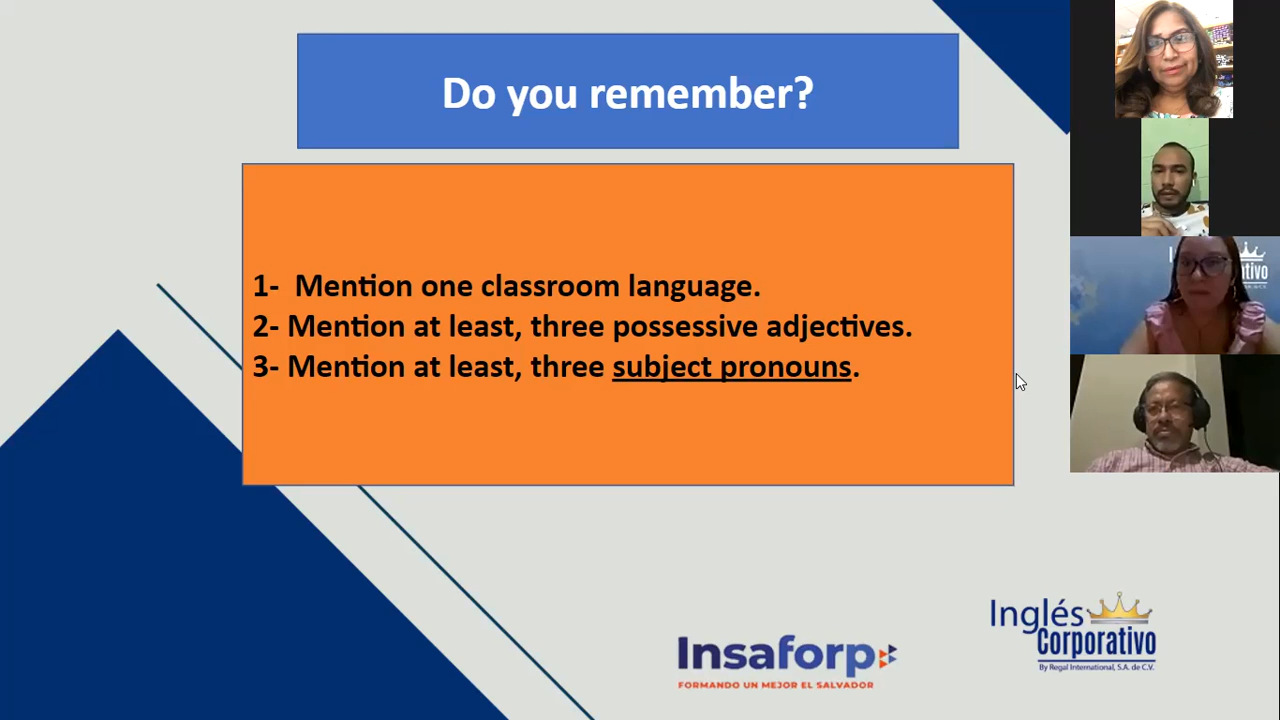 Do you remember?
1- Mention one classroom language.
2- Mention at least, three possessive adjectives.
3- Mention at least, three subject pronouns.
Insaforp
FORMANDO UN MEJOR EL SALVADOR
Inglés
Corporativo
By Regal International, S.A. de C.V.